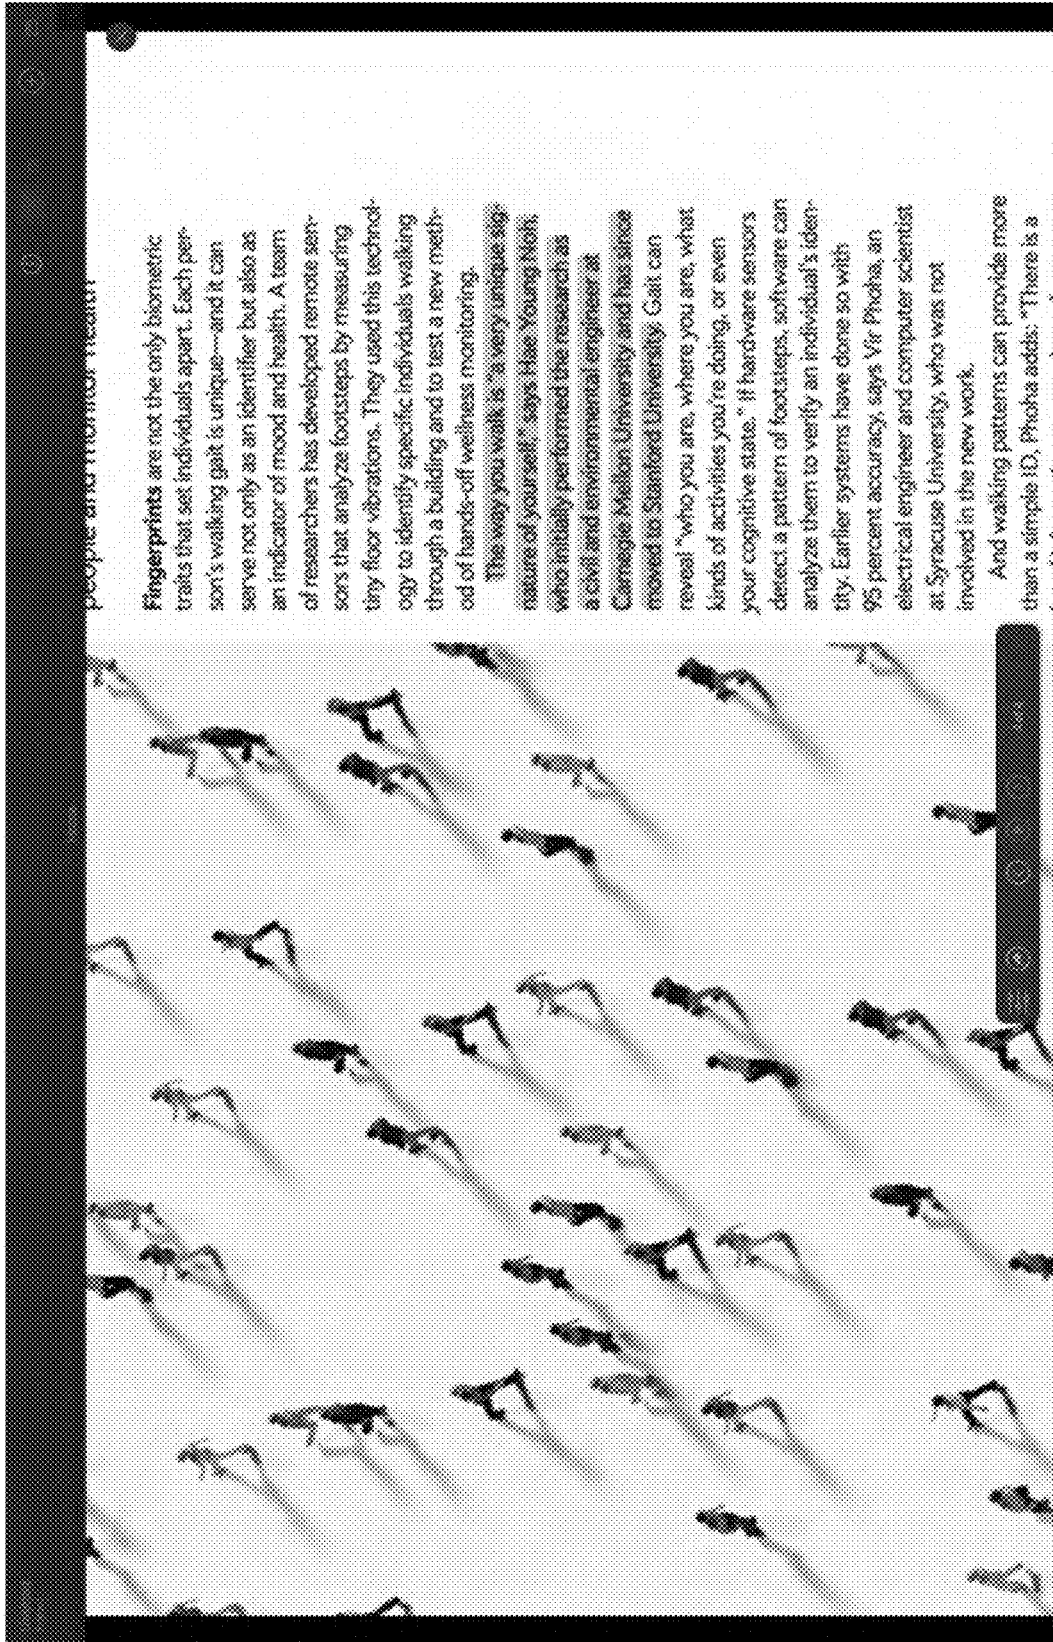 people and monitor health
Fingerprints are not the only biometric
traits that set individuals apart. Each per-
son's walking gait is unique—and it can
serve not only as an identifier but also as
an indicator of mood and health. A team
of researchers has developed remote sen-
sors that analyze footsteps by measuring
tiny floor vibrations. They used this technol-
ogy to identify specific individuals walking
through a building and to test a new meth-
od of hands-off wellness monitoring.
The way you walk is "a very unique sig-
nature of yourself," says Hae Young Noh,
who initially performed the research as
a civil and environmental engineer at
Carnegie Mellon University and has since
moved to Stanford University. Gait can
reveal "who you are, where you are, what
kinds of activities you're doing, or even
your cognitive state." If hardware sensors
detect a pattern of footsteps, software can
analyze them to verify an individual's iden-
tity. Earlier systems have done so with
95 percent accuracy, says Vir Phoha, an
electrical engineer and computer scientist
at Syracuse University, who was not
involved in the new work.
And walking patterns can provide more
than a simple ID, Phoha adds: "There is a